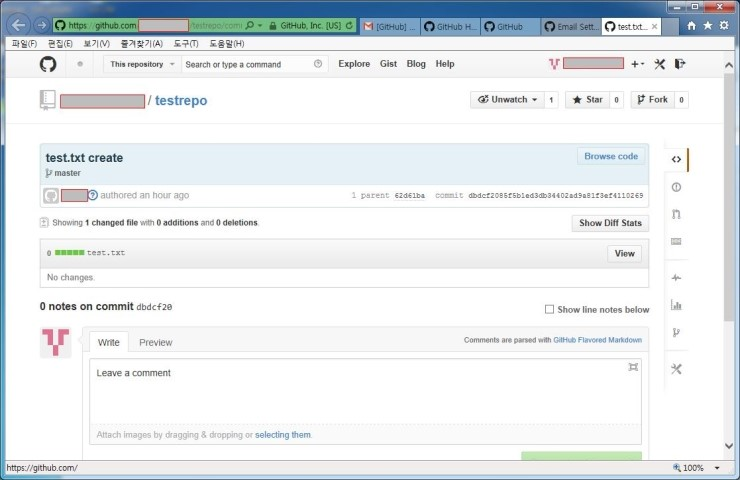 https://github.com/
/testrepo/com
GitHub, Inc. [US]
[GitHub] ...
GitHub H...
GitHub
Email Sett...
test.txt...
파일(F) 편집(E) 보기(V) 즐겨찾기(A) 도구(T) 도움말(H)
This repository
Search or type a command
Explore Gist Blog Help
/ testrepo
Unwatch 1 Star 0 Fork 0
test.txt create
Browse code
master
authored an hour ago
1 parent 62d61ba commit dbdcf2085f5b1ed3db34402ad9a81f3ef4110269
Showing 1 changed file with 0 additions and 0 deletions.
Show Diff Stats
0 test.txt
View
No changes.
0 notes on commit dbdcf20
Show line notes below
Write Preview
Comments are parsed with GitHub Flavored Markdown
Leave a comment
Attach images by dragging & dropping or selecting them.
https://github.com/
100%